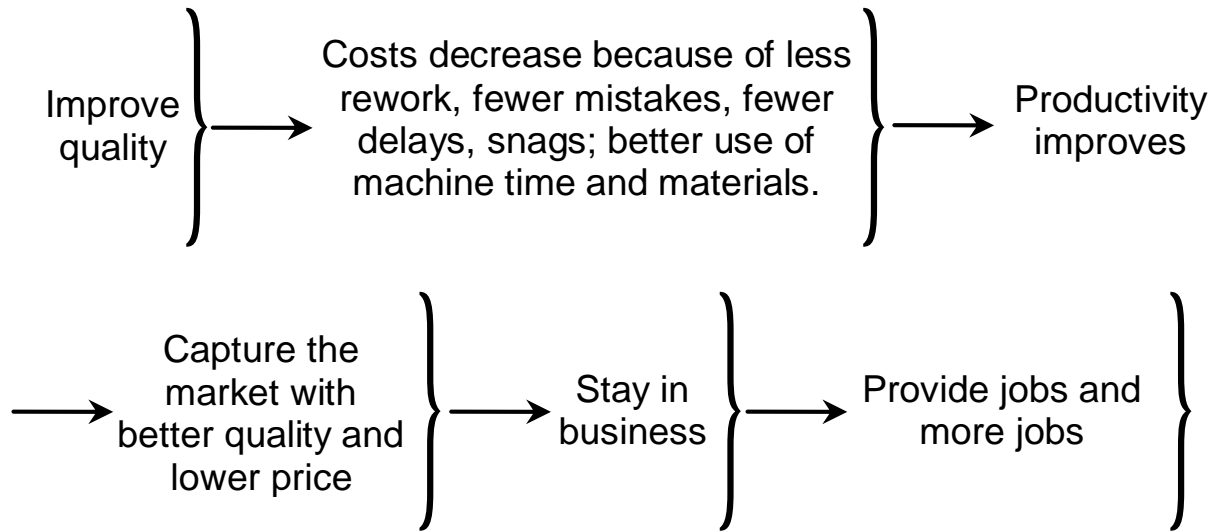 Improve
quality
Costs decrease because of less
rework, fewer mistakes, fewer
delays, snags; better use of
machine time and materials.
Productivity
improves
Capture the
market with
better quality and
lower price
Stay in
business
Provide jobs and
more jobs